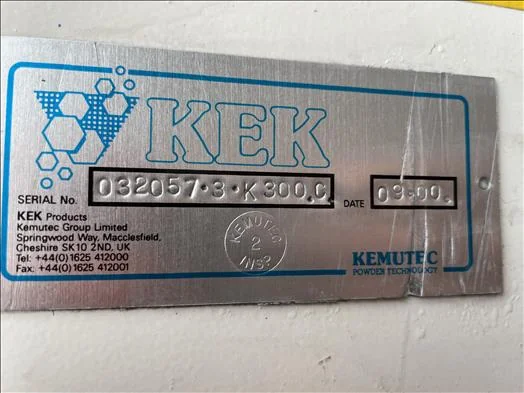 KEK
SERIAL No. 032057·3·K300.C. DATE 09.00.
KEK Products
Kemutec Group Limited
Springwood Way, Macclesfield,
Cheshire SK10 2ND, UK
Tel: +44(0)1625 412000
Fax: +44(0)1625 412001
KEMUTEC
2
KEMUTEC
POWDER TECHNOLOGY